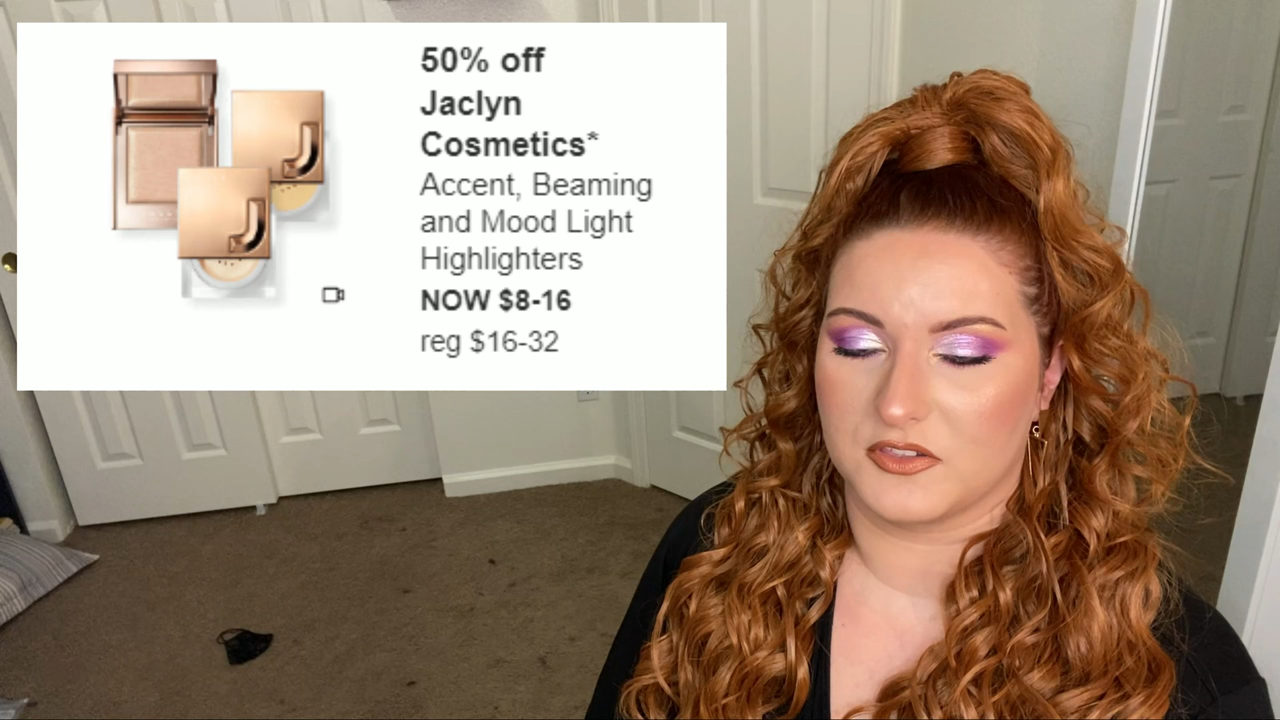 50% off
Jaclyn
Cosmetics*
Accent, Beaming
and Mood Light
Highlighters
NOW $8-16
reg $16-32